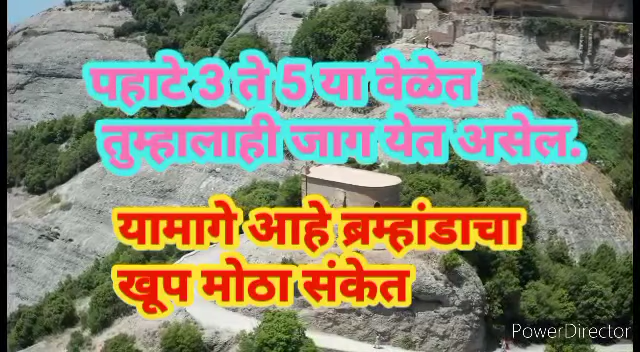 पहाटे 3 ते 5 या वेळेत
तुम्हालाही जाग येत असेल.
यामागे आहे ब्रम्हांडाचा
खूप मोठा संकेत
PowerDirector